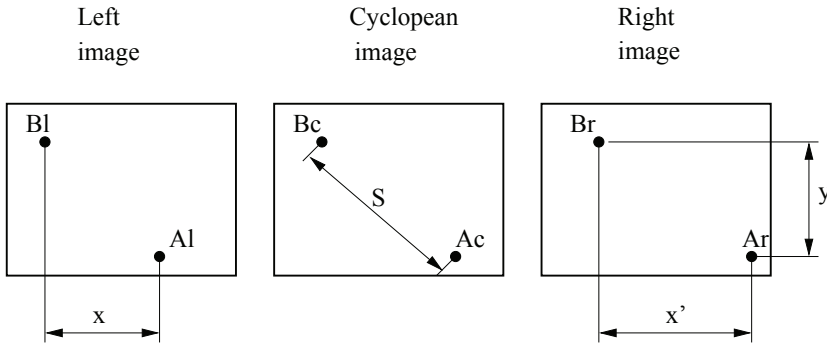 Left
image
Cyclopean
image
Right
image
Bl
Al
x
Bc
S
Ac
Br
Ar
y
x'